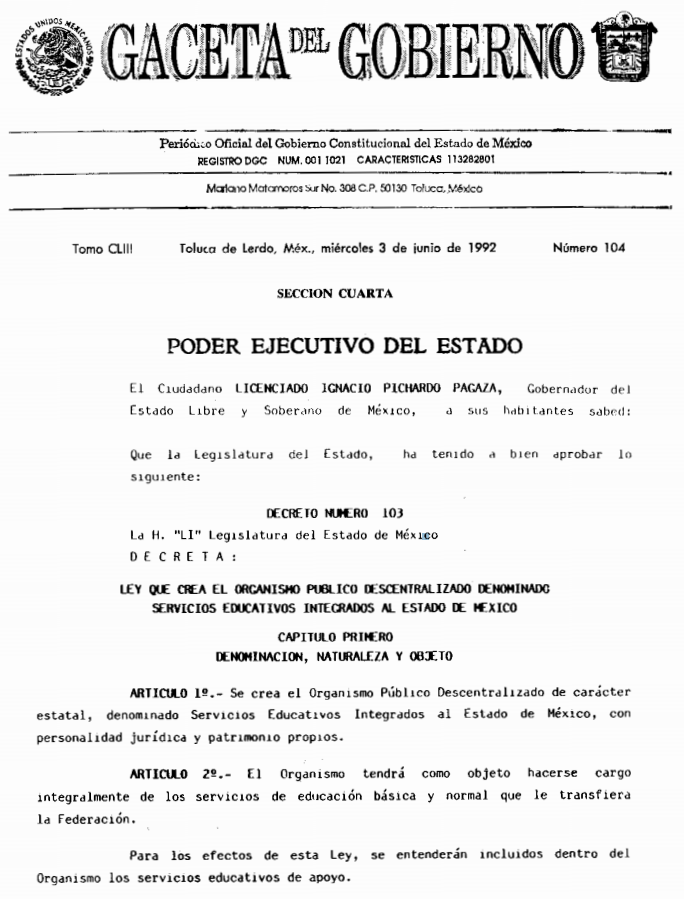 ESTADOS UNIDOS MEXICANOS
GACETA DEL GOBIERNO
Periódico Oficial del Gobierno Constitucional del Estado de México
REGISTRO DGC NUM. 001 1021 CARACTERISTICAS 113282801
Mariano Matamoros Sur No. 308 C.P. 50130 Toluca, México
Tomo CLIII Toluca de Lerdo, Méx., miércoles 3 de junio de 1992 Número 104
SECCION CUARTA
PODER EJECUTIVO DEL ESTADO
El Ciudadano LICENCIADO IGNACIO PICHARDO PAGAZA, Gobernador del
Estado Libre y Soberano de México, a sus habitantes sabed:
Que la Legislatura del Estado, ha tenido a bien aprobar lo
siguiente:
DECRETO NUMERO 103
La H. "LI" Legislatura del Estado de México
D E C R E T A :
LEY QUE CREA EL ORGANISMO PUBLICO DESCENTRALIZADO DENOMINADO
SERVICIOS EDUCATIVOS INTEGRADOS AL ESTADO DE MEXICO
CAPITULO PRIMERO
DENOMINACION, NATURALEZA Y OBJETO
ARTICULO 1º.- Se crea el Organismo Público Descentralizado de carácter
estatal, denominado Servicios Educativos Integrados al Estado de México, con
personalidad jurídica y patrimonio propios.
ARTICULO 2º.- El Organismo tendrá como objeto hacerse cargo
integralmente de los servicios de educación básica y normal que le transfiera
la Federación.
Para los efectos de esta Ley, se entenderán incluidos dentro del
Organismo los servicios educativos de apoyo.